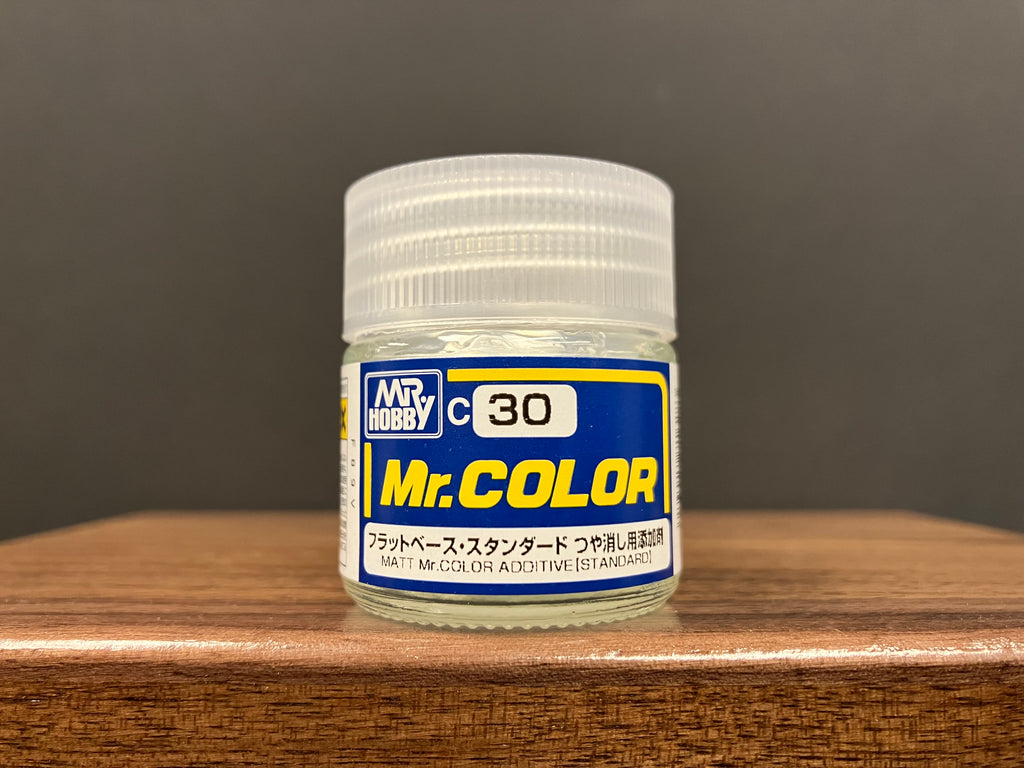 MR. HOBBY
C 30
Mr.COLOR
フラットベース・スタンダード つや消し用添加剤
MATT Mr.COLOR ADDITIVE[STANDARD]